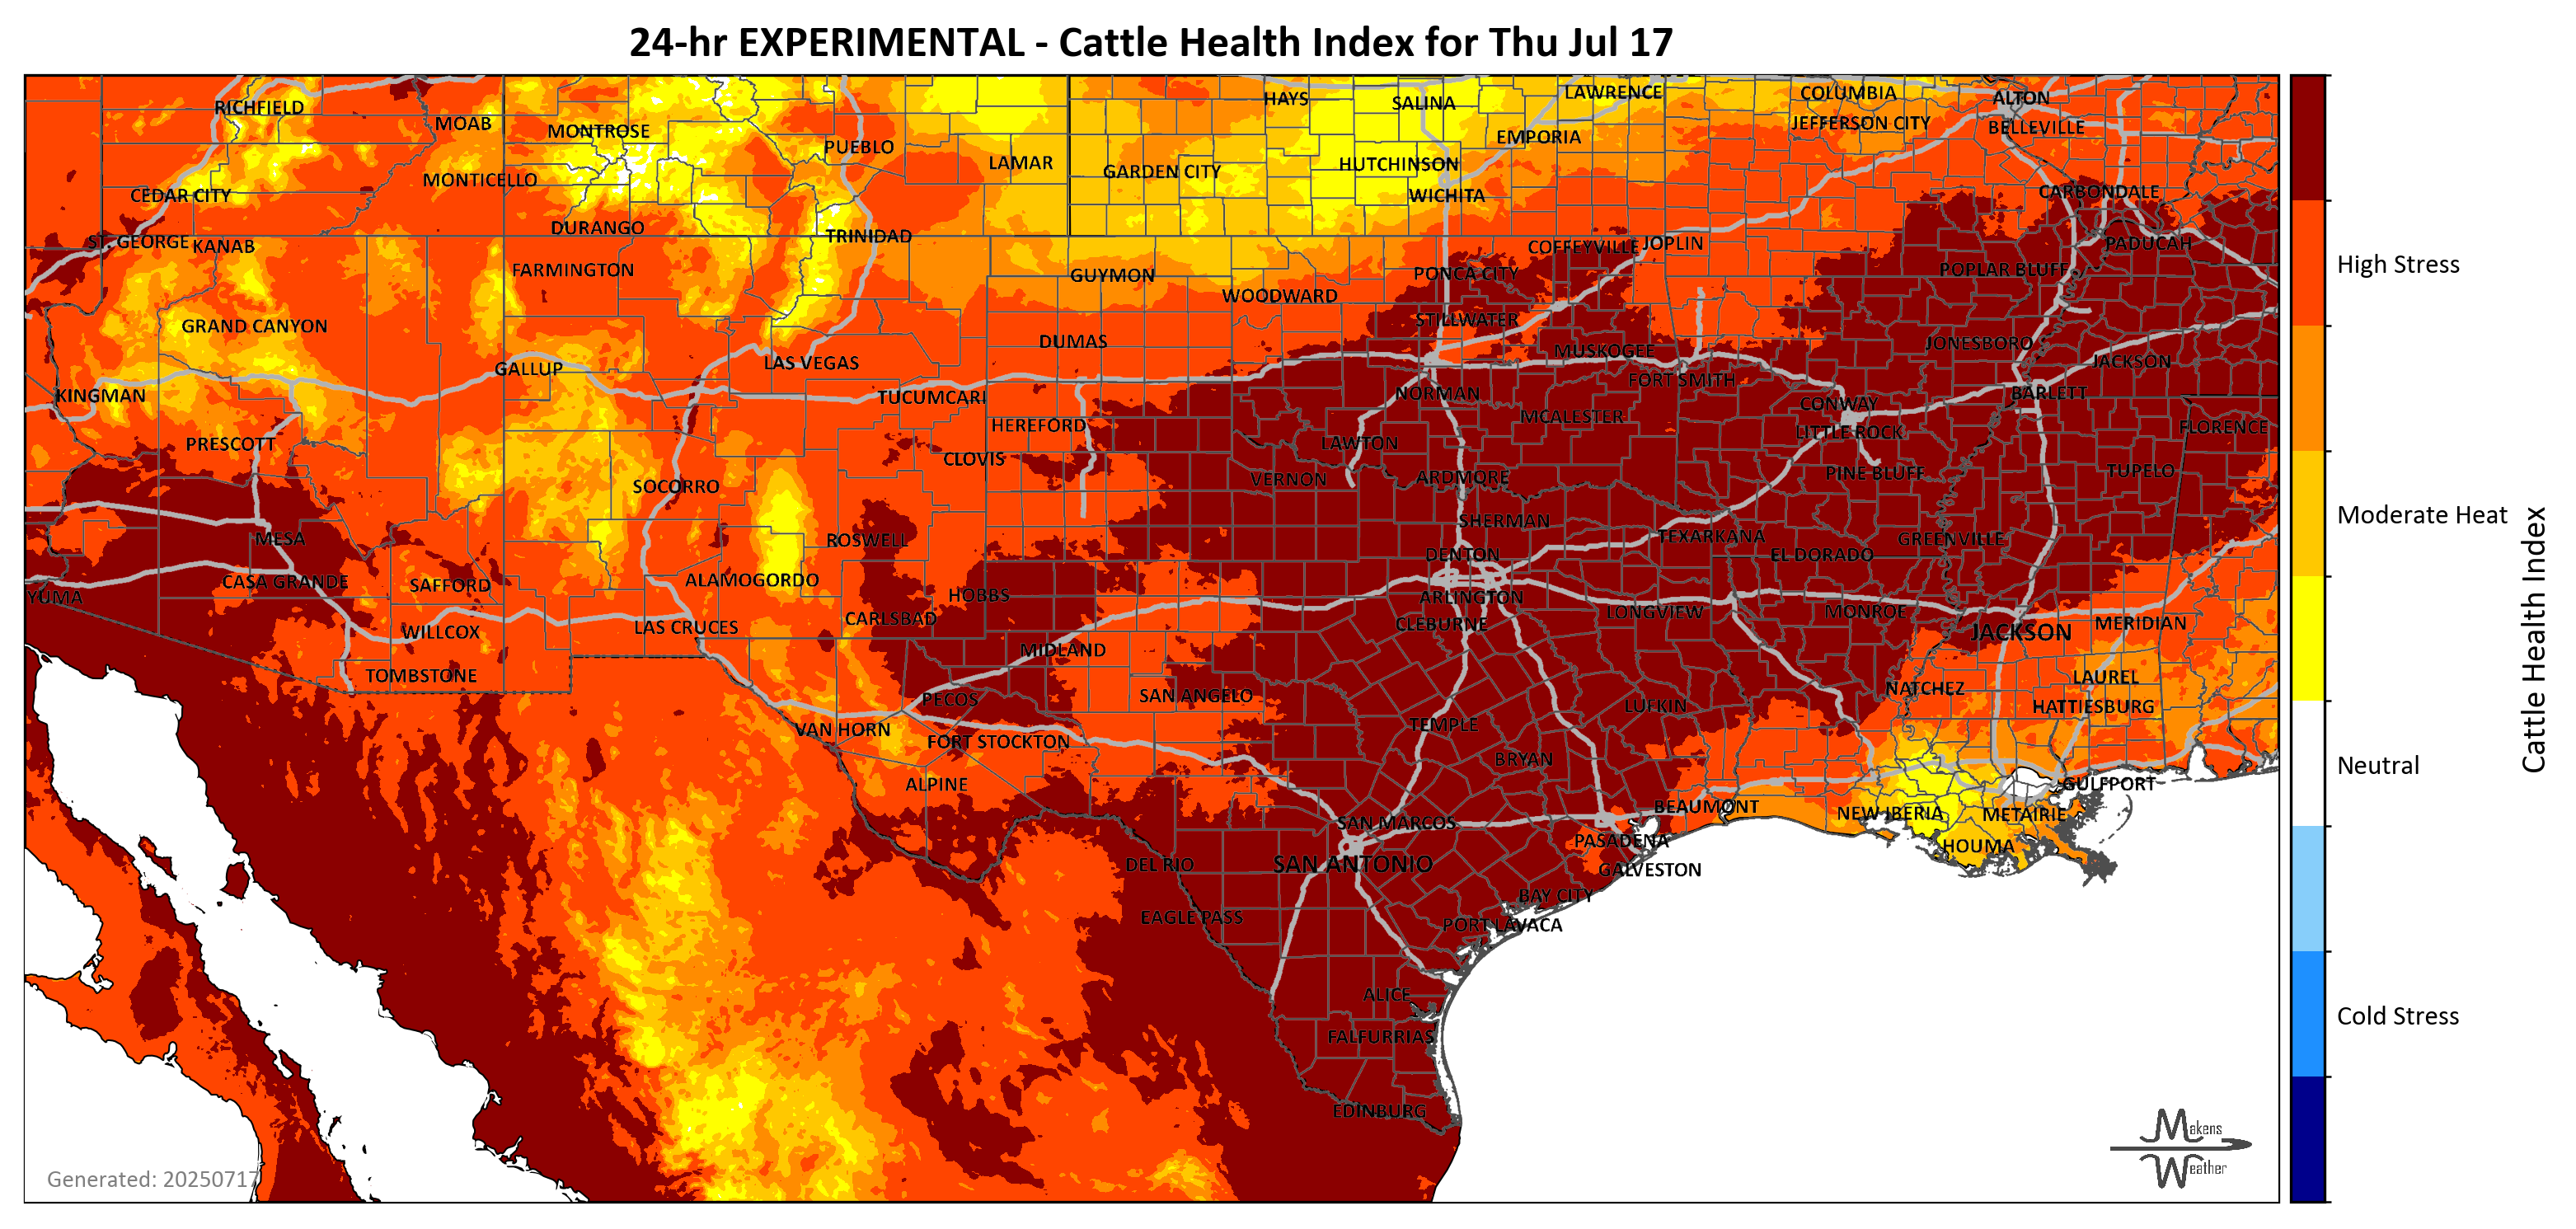 24-hr EXPERIMENTAL - Cattle Health Index for Thu Jul 17
RICHFIELD
MOAB
MONTROSE
PUEBLO
LAMAR
HAYS
SALINA
LAWRENCE
COLUMBIA
ALTON
EMPORIA
JEFFERSON CITY
BELLEVILLE
CEDAR CITY
MONTICELLO
GARDEN CITY
HUTCHINSON
WICHITA
CARBONDALE
ST. GEORGE
KANAB
DURANGO
TRINIDAD
COFFEYVILLE
JOPLIN
PADUCAH
FARMINGTON
GUYMON
PONCA CITY
POPLAR BLUFF
WOODWARD
High Stress
GRAND CANYON
DUMAS
STILLWATER
MUSKOGEE
JONESBORO
GALLUP
LAS VEGAS
JACKSON
KINGMAN
TUCUMCARI
NORMAN
FORT SMITH
CONWAY
BARLETT
PRESCOTT
HEREFORD
LAWTON
MCALESTER
LITTLE ROCK
FLORENCE
CLOVIS
SOCORRO
VERNON
ARDMORE
PINE BLUFF
TUPELO
MESA
ROSWELL
SHERMAN
TEXARKANA
GREENVILLE
Moderate Heat
DENTON
EL DORADO
CASA GRANDE
SAFFORD
ALAMOGORDO
HOBBS
YUMA
ARLINGTON
LONGVIEW
MONROE
WILLCOX
LAS CRUCES
CARLSBAD
CLEBURNE
JACKSON
MERIDIAN
Cattle Health Index
TOMBSTONE
MIDLAND
LAUREL
PECOS
SAN ANGELO
LUFKIN
NATCHEZ
HATTIESBURG
VAN HORN
FORT STOCKTON
TEMPLE
BRYAN
Neutral
ALPINE
GULFPORT
SAN MARCOS
BEAUMONT
NEW IBERIA
METAIRIE
DEL RIO
SAN ANTONIO
PASADENA
HOUMA
GALVESTON
EAGLE PASS
BAY CITY
PORT LAVACA
ALICE
FALFURRIAS
Cold Stress
EDINBURG
Makens
Weather
Generated: 20250717